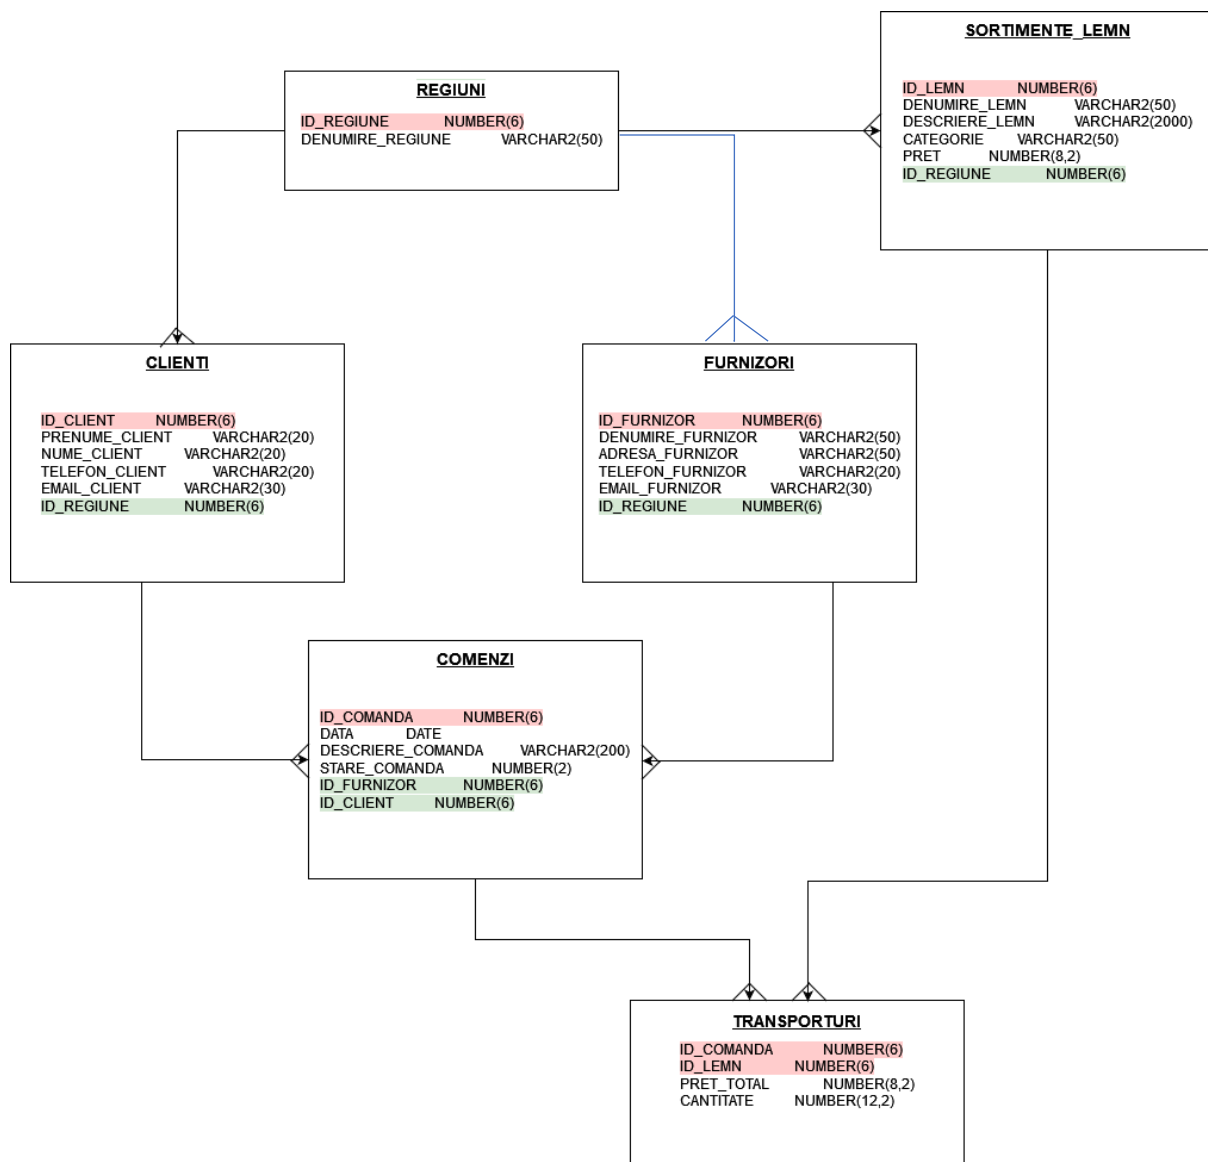 SORTIMENTE_LEMN
ID_LEMN NUMBER(6)
DENUMIRE_LEMN VARCHAR2(50)
DESCRIERE_LEMN VARCHAR2(2000)
CATEGORIE VARCHAR2(50)
PRET NUMBER(8,2)
ID_REGIUNE NUMBER(6)
REGIUNI
ID_REGIUNE NUMBER(6)
DENUMIRE_REGIUNE VARCHAR2(50)
CLIENTI
ID_CLIENT NUMBER(6)
PRENUME_CLIENT VARCHAR2(20)
NUME_CLIENT VARCHAR2(20)
TELEFON_CLIENT VARCHAR2(20)
EMAIL_CLIENT VARCHAR2(30)
ID_REGIUNE NUMBER(6)
FURNIZORI
ID_FURNIZOR NUMBER(6)
DENUMIRE_FURNIZOR VARCHAR2(50)
ADRESA_FURNIZOR VARCHAR2(50)
TELEFON_FURNIZOR VARCHAR2(20)
EMAIL_FURNIZOR VARCHAR2(30)
ID_REGIUNE NUMBER(6)
COMENZI
ID_COMANDA NUMBER(6)
DATA DATE
DESCRIERE_COMANDA VARCHAR2(200)
STARE_COMANDA NUMBER(2)
ID_FURNIZOR NUMBER(6)
ID_CLIENT NUMBER(6)
TRANSPORTURI
ID_COMANDA NUMBER(6)
ID_LEMN NUMBER(6)
PRET_TOTAL NUMBER(8,2)
CANTITATE NUMBER(12,2)